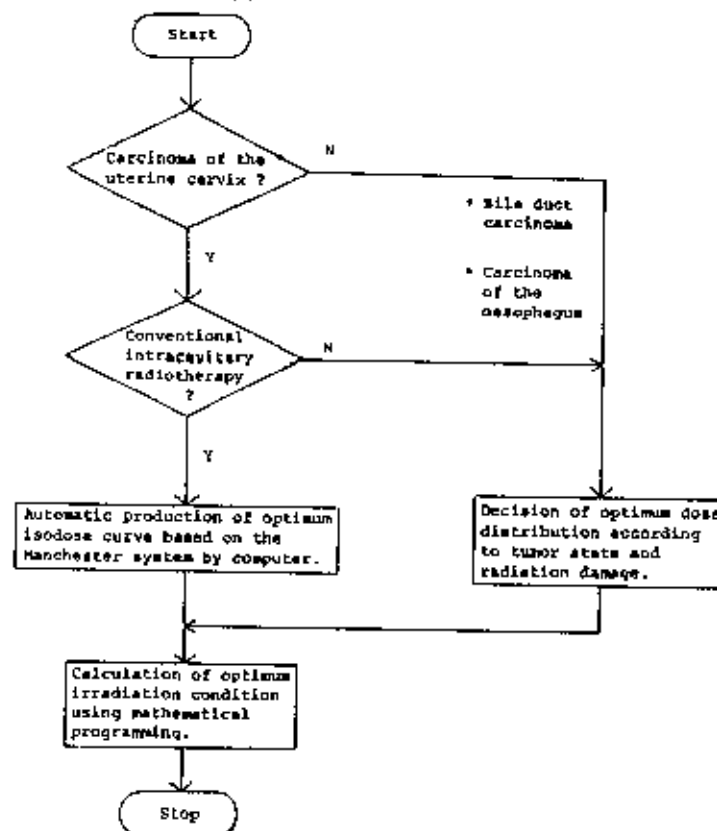 Start
Carcinoma of the
uterine cervix ?
N
* Bile duct
carcinoma
Y
* Carcinoma
of the
oesophegus
Conventional
intracavitary
radiotherapy
?
N
Y
Automatic production of optimum
isodose curve based on the
Manchester system by computer.
Decision of optimum dose
distribution according
to tumor state and
radiation damage.
Calculation of optimum
irradiation condition
using mathematical
programming.
Stop